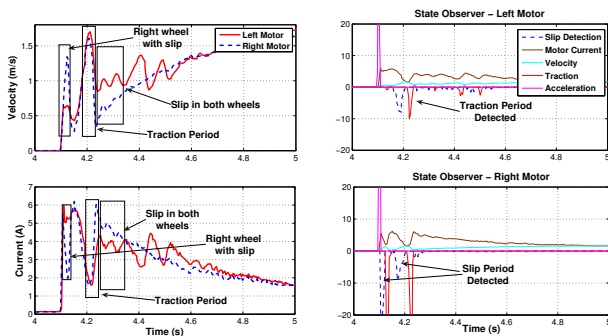 State Observer − Left Motor
Right wheel
with slip
Left Motor
Right Motor
Slip in both
wheels
Traction Period
Velocity (m/s)
1.5
1
0.5
0
4
4.2
4.4
4.6
4.8
5
Slip Detection
Motor Current
Velocity
Traction
Acceleration
Traction Period
Detected
20
10
0
−10
−20
4
4.2
4.4
4.6
4.8
5
Slip in both
wheels
Right wheel
with slip
Traction Period
Current (A)
6
5
4
3
2
1
0
4
4.2
4.4
4.6
4.8
5
Time (s)
State Observer − Right Motor
Slip Period
Detected
20
10
0
−10
−20
4
4.2
4.4
4.6
4.8
5
Time (s)